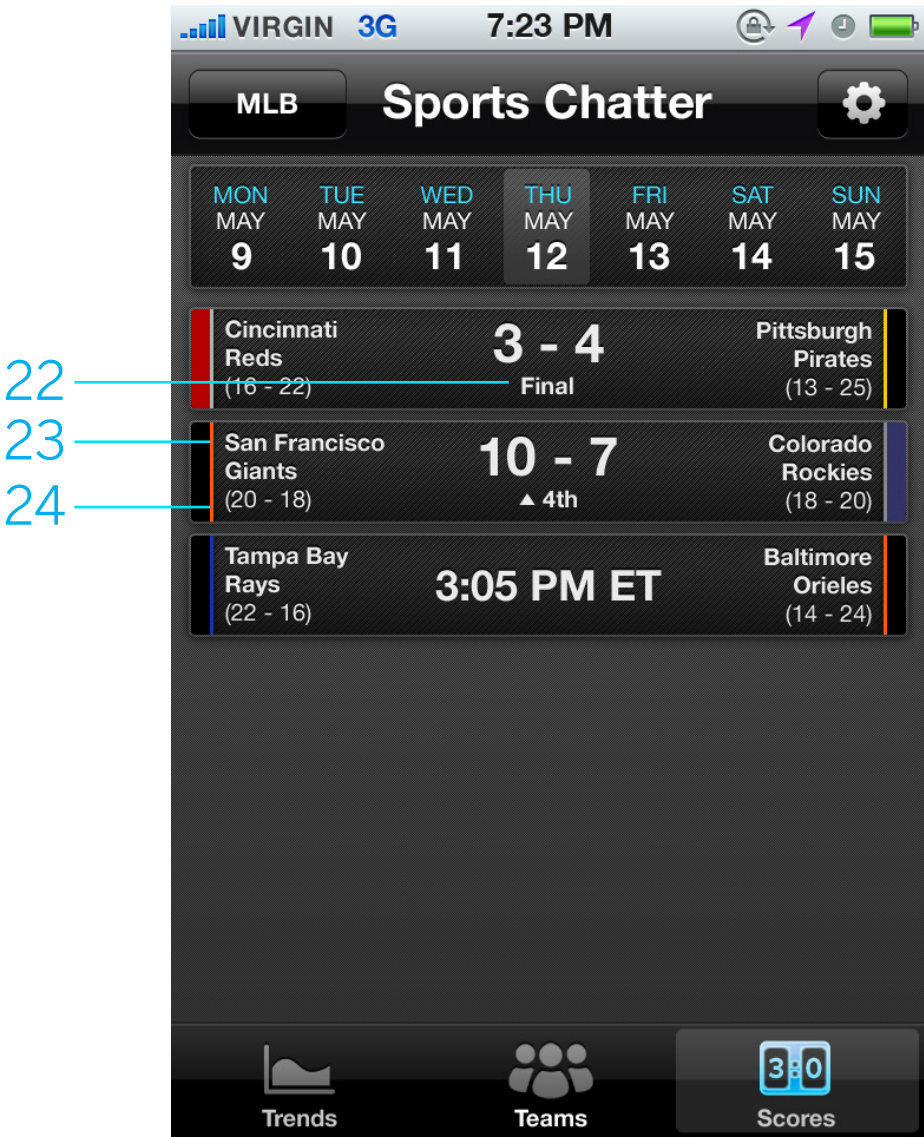 VIRGIN 3G 7:23 PM
MLB Sports Chatter
MON TUE WED THU FRI SAT SUN
MAY MAY MAY MAY MAY MAY MAY
9 10 11 12 13 14 15
22
Cincinnati
Reds
(16 - 22)
3 - 4
Final
Pittsburgh
Pirates
(13 - 25)
23
San Francisco
Giants
(20 - 18)
10 - 7
▲ 4th
Colorado
Rockies
(18 - 20)
24
Tampa Bay
Rays
(22 - 16)
3:05 PM ET
Baltimore
Orieles
(14 - 24)
3:0
Trends Teams Scores